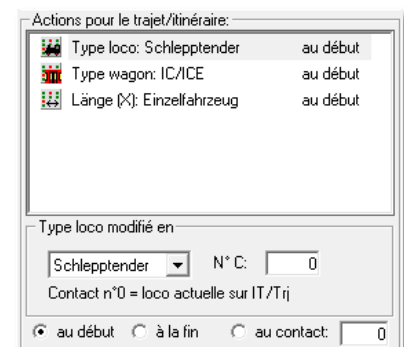 Actions pour le trajet/itinéraire:
Type loco: Schlepptender au début
Type wagon: IC/ICE au début
Länge (X): Einzelfahrzeug au début
Type loco modifié en
Schlepptender N° C: 0
Contact n°0 = loco actuelle sur IT/Trj
au début à la fin au contact: 0